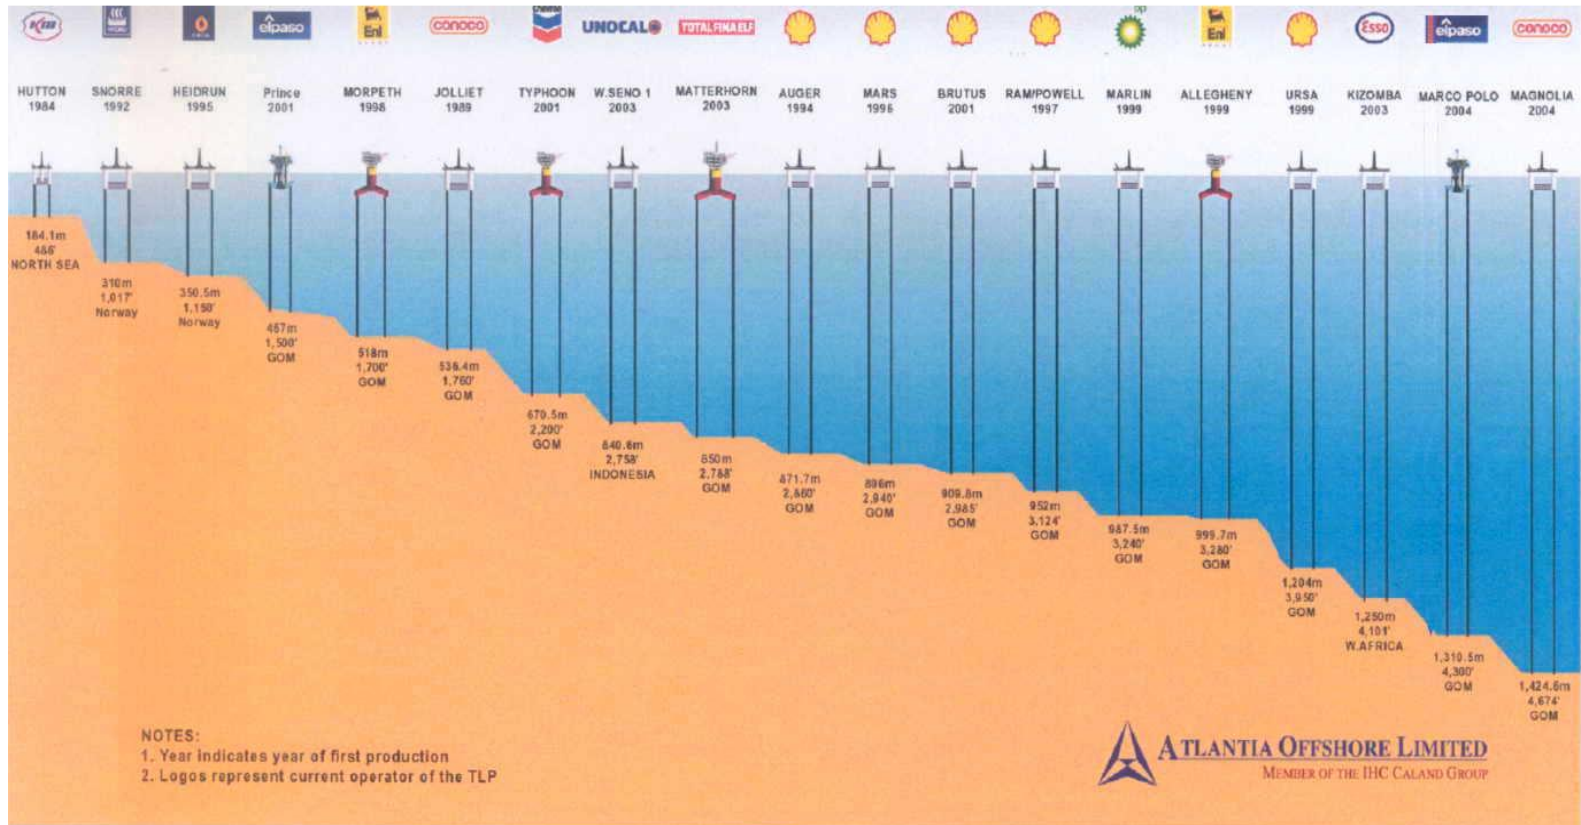 KM
elpaso
Eni
conoco
UNOCAL
TOTALFINAELF
bp
Eni
Esso
elpaso
conoco
HUTTON
1984
SNORRE
1992
HEIDRUN
1995
Prince
2001
MORPETH
1998
JOLLIET
1989
TYPHOON
2001
W.SENO 1
2003
MATTERHORN
2003
AUGER
1994
MARS
1996
BRUTUS
2001
RAM/POWELL
1997
MARLIN
1999
ALLEGHENY
1999
URSA
1999
KIZOMBA
2003
MARCO POLO
2004
MAGNOLIA
2004
184.1m
486'
NORTH SEA
310m
1,017'
Norway
350.5m
1,150'
Norway
457m
1,500'
GOM
518m
1,700'
GOM
536.4m
1,760'
GOM
670.5m
2,200'
GOM
840.6m
2,758'
INDONESIA
850m
2,788'
GOM
871.7m
2,860'
GOM
896m
2,940'
GOM
909.8m
2,985'
GOM
952m
3,124'
GOM
987.5m
3,240'
GOM
999.7m
3,280'
GOM
1,204m
3,950'
GOM
1,250m
4,101'
W.AFRICA
1,310.5m
4,300'
GOM
1,424.6m
4,674'
GOM
NOTES:
1. Year indicates year of first production
2. Logos represent current operator of the TLP
ATLANTIA OFFSHORE LIMITED
MEMBER OF THE IHC CALAND GROUP